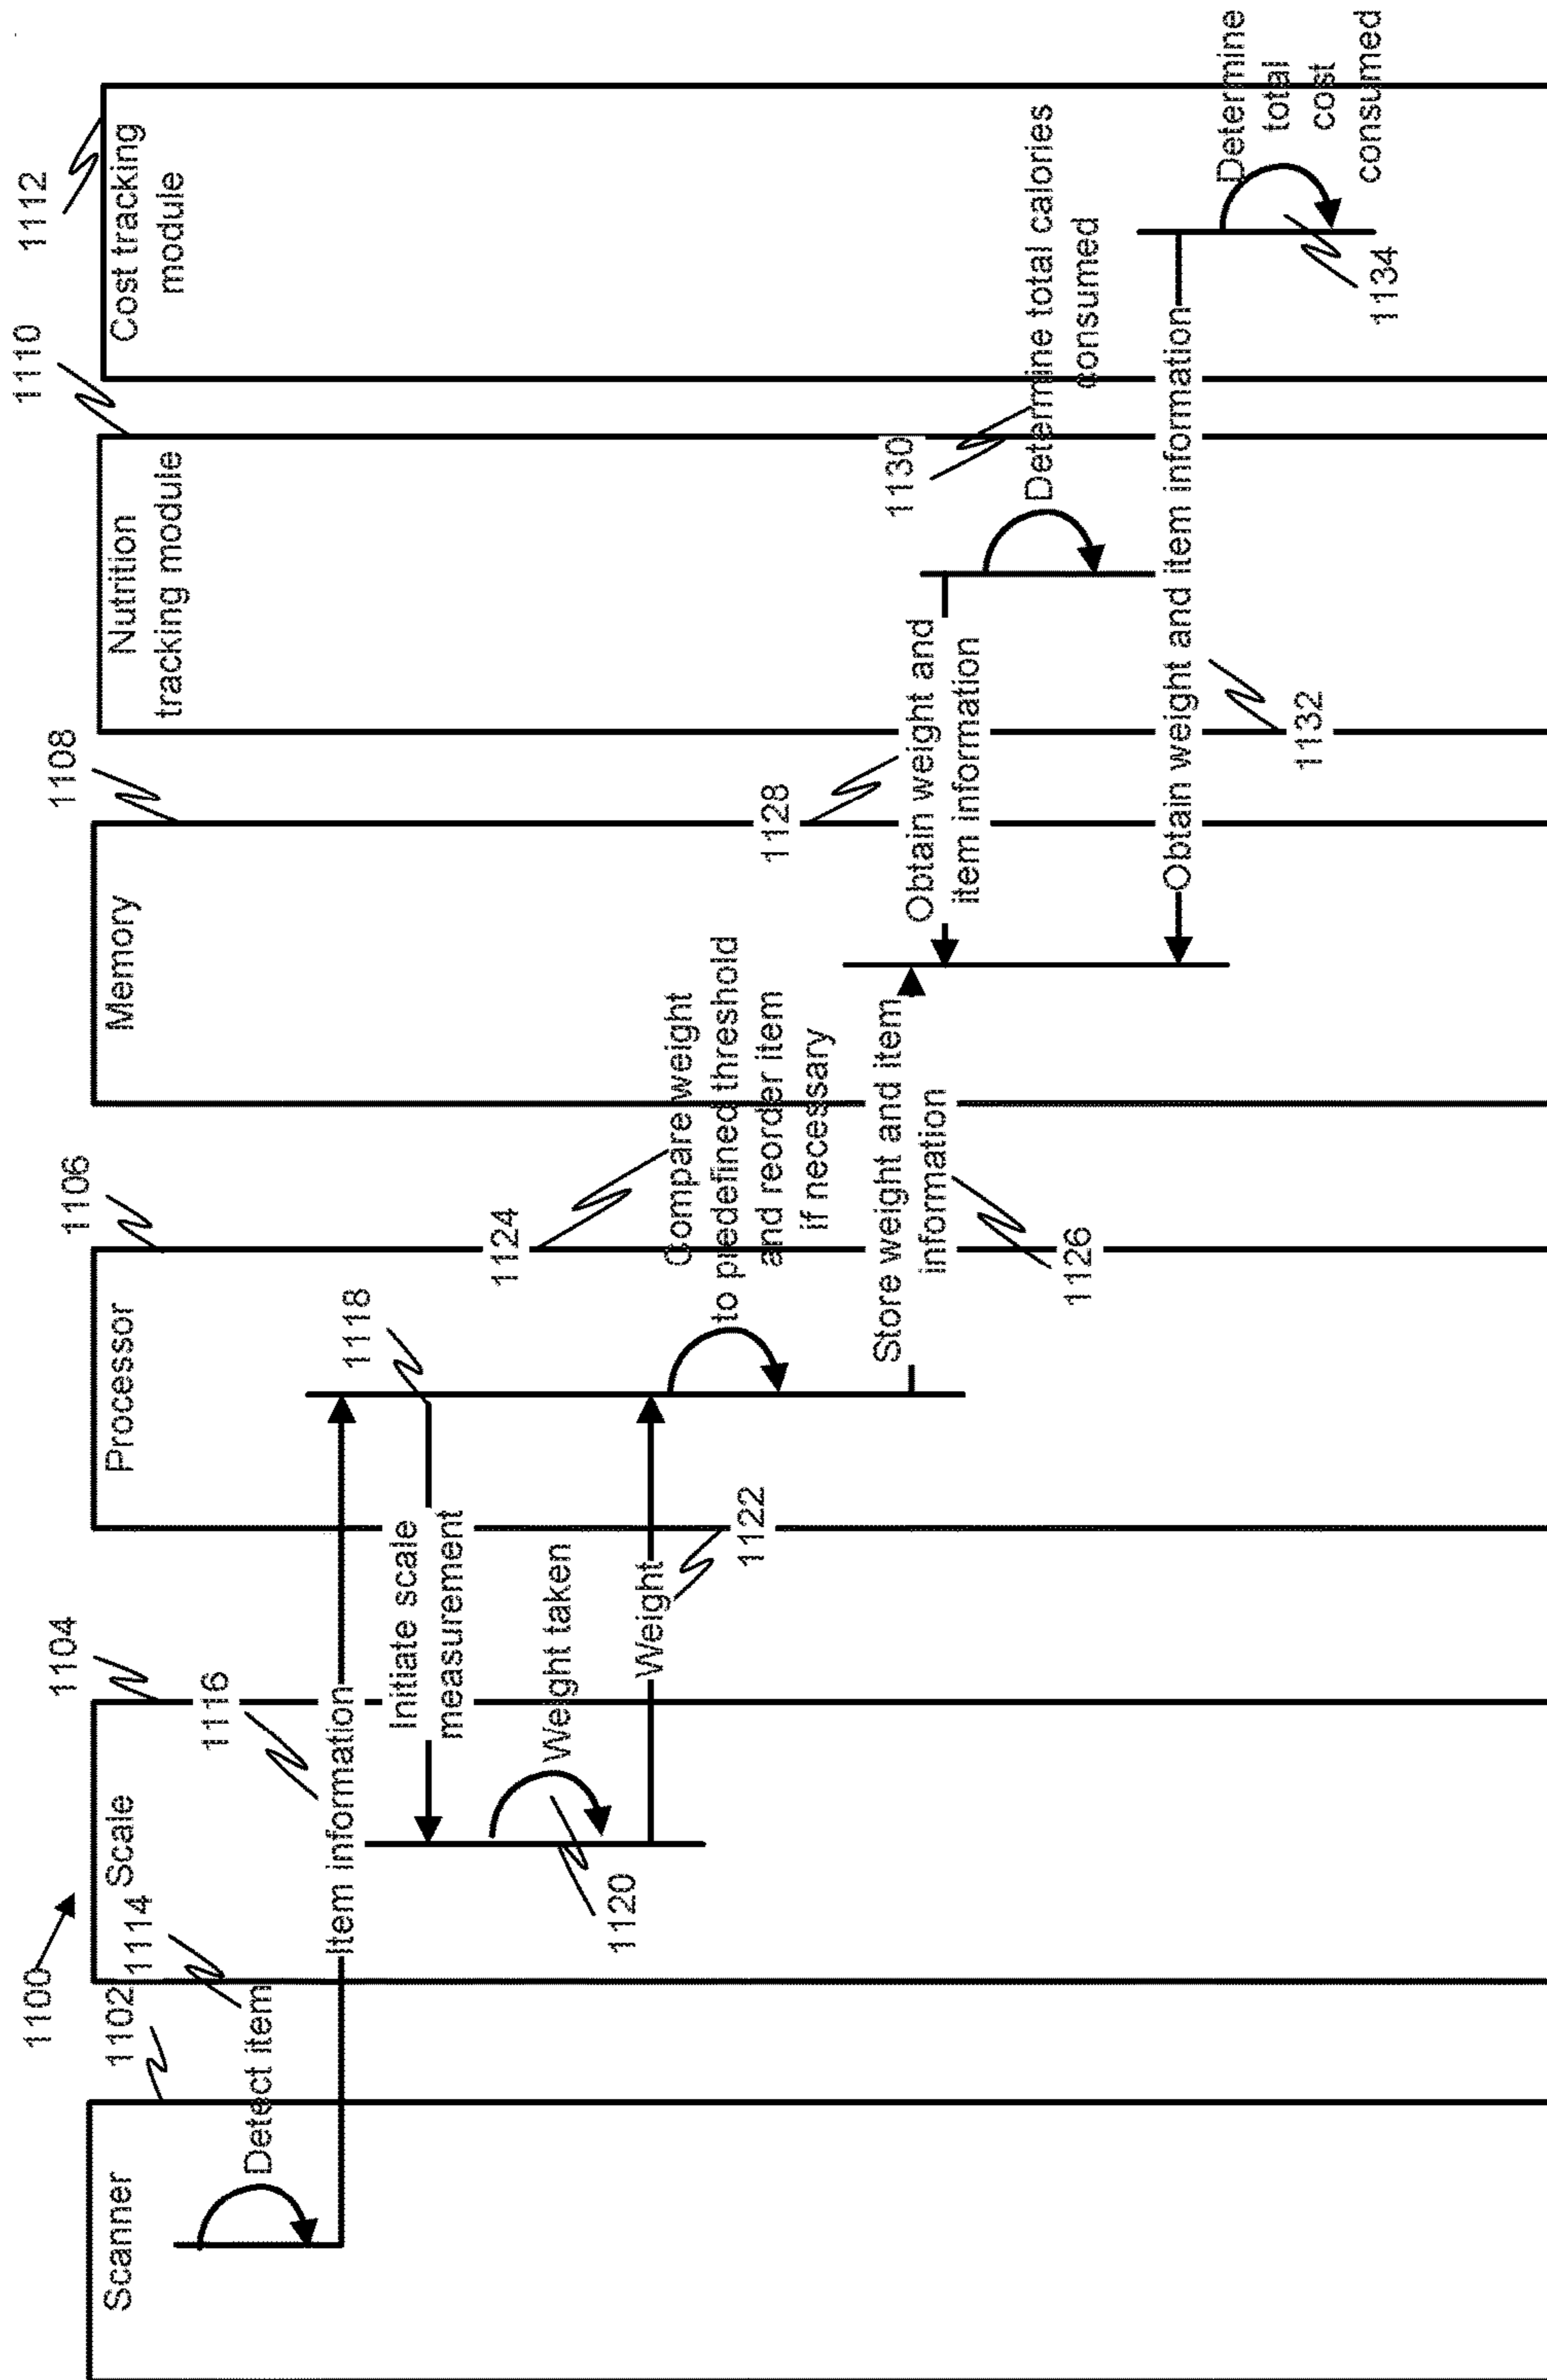 1100
1102
1104
1106
1108
1110
1112
Scanner
Scale
Processor
Memory
Nutrition
tracking module
Cost tracking
module
1114
Detect item
1116
Item information
1118
Initiate scale
measurement
1120
Weight taken
Weight
1122
1124
Compare weight
to predefined threshold
and reorder item
if necessary
Store weight and item
information
1126
1128
Obtain weight and
item information
1130
Determine total calories
consumed
Obtain weight and item information
1132
Determine
total
cost
consumed
1134